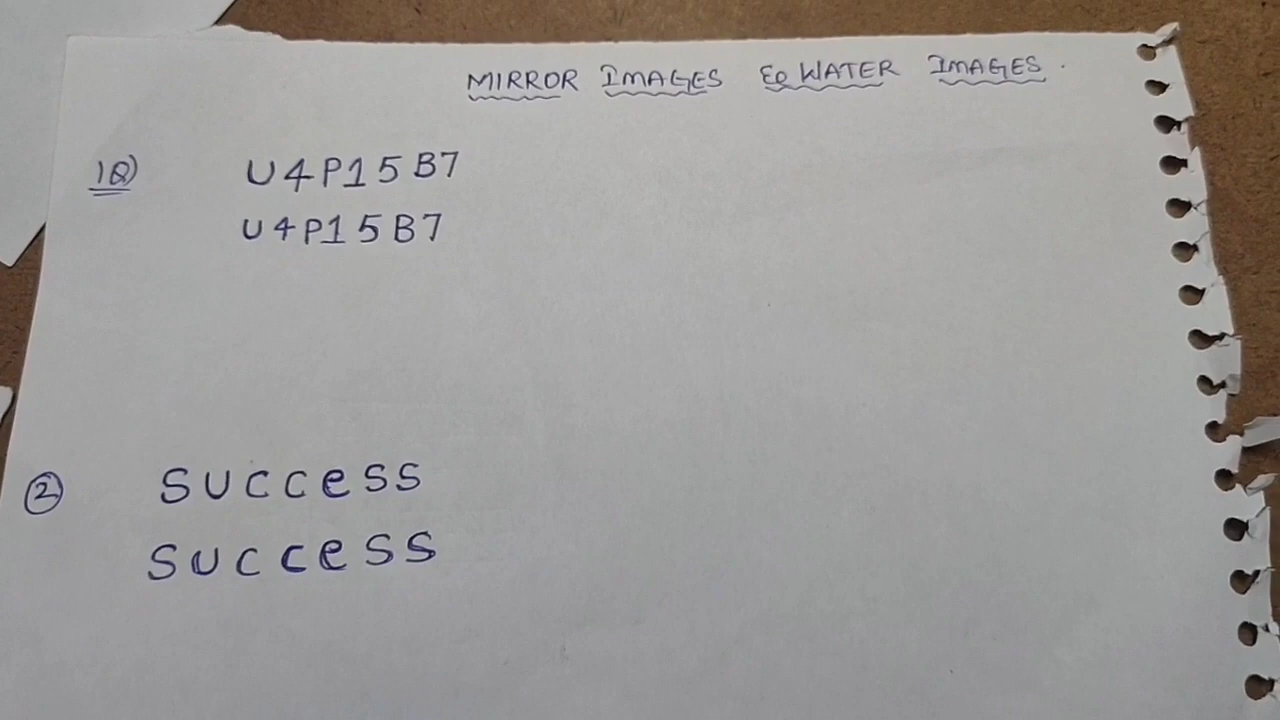 MIRROR IMAGES & WATER IMAGES.
1Q) U4P15B7
U4P15B7
② success
success